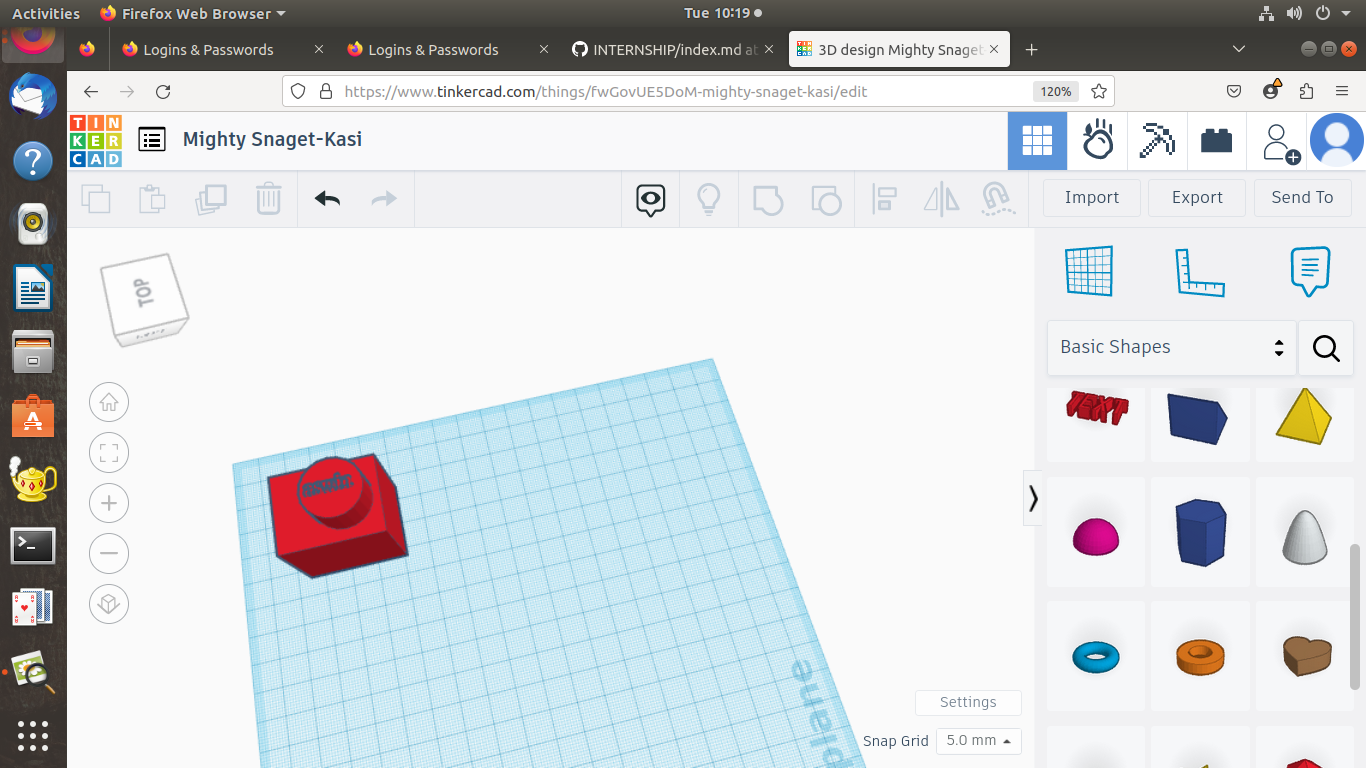 Activities
Firefox Web Browser
Tue 10:19
Logins & Passwords
Logins & Passwords
INTERNSHIP/index.md at
3D design Mighty Snaget
https://www.tinkercad.com/things/fwGovUE5DoM-mighty-snaget-kasi/edit
120%
TIN
KER
CAD
Mighty Snaget-Kasi
Import
Export
Send To
TOP
Basic Shapes
TEXT
Settings
Snap Grid
5.0 mm